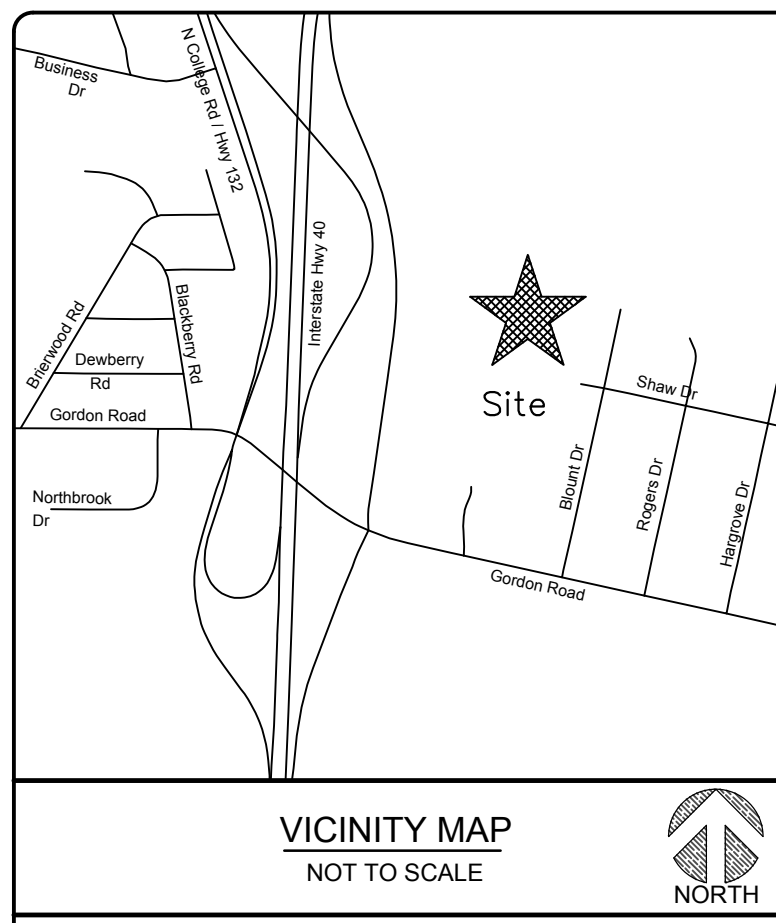 Business
Dr
N College Rd / Hwy 132
Interstate Hwy 40
Brierwood Rd
Blackberry Rd
Dewberry
Rd
Gordon Road
Northbrook
Dr
Site
Shaw Dr
Blount Dr
Rogers Dr
Hargrove Dr
Gordon Road
VICINITY MAP
NOT TO SCALE
NORTH